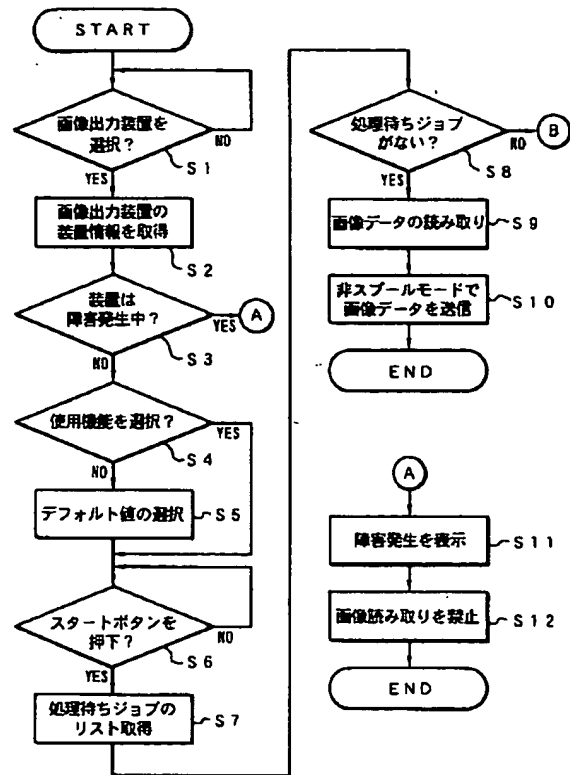 START
画像出力装置を
選択？
NO
S1
YES
画像出力装置の
装置情報を取得
S2
装置は
障害発生中？
YES
A
S3
NO
使用機能を選択？
YES
S4
NO
デフォルト値の選択
S5
スタートボタンを
押下？
NO
S6
YES
処理待ちジョブの
リスト取得
S7
処理待ちジョブ
がない？
NO
B
S8
YES
画像データの読み取り
S9
非スプールモードで
画像データを送信
S10
END
A
障害発生を表示
S11
画像読み取りを禁止
S12
END